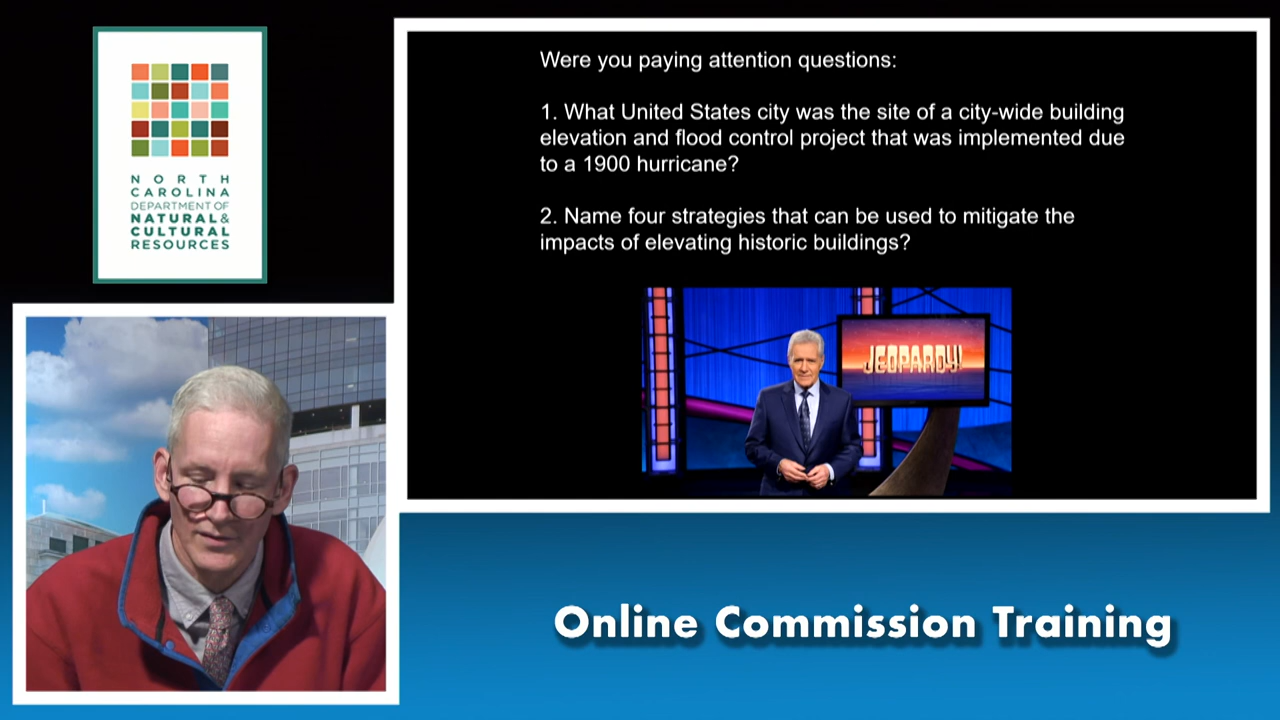 NORTH
CAROLINA
DEPARTMENT OF
NATURAL &
CULTURAL
RESOURCES
Were you paying attention questions:
1. What United States city was the site of a city-wide building
elevation and flood control project that was implemented due
to a 1900 hurricane?
2. Name four strategies that can be used to mitigate the
impacts of elevating historic buildings?
JEOPARDY!
Online Commission Training